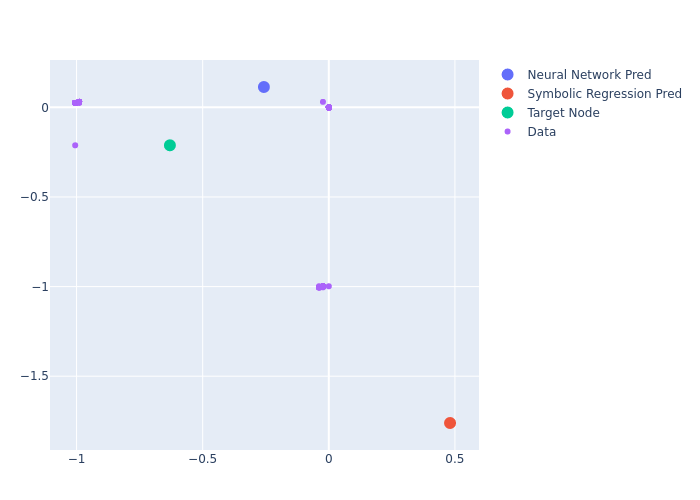 Neural Network Pred
Symbolic Regression Pred
Target Node
Data
0
−0.5
−1
−1.5
−1
−0.5
0
0.5